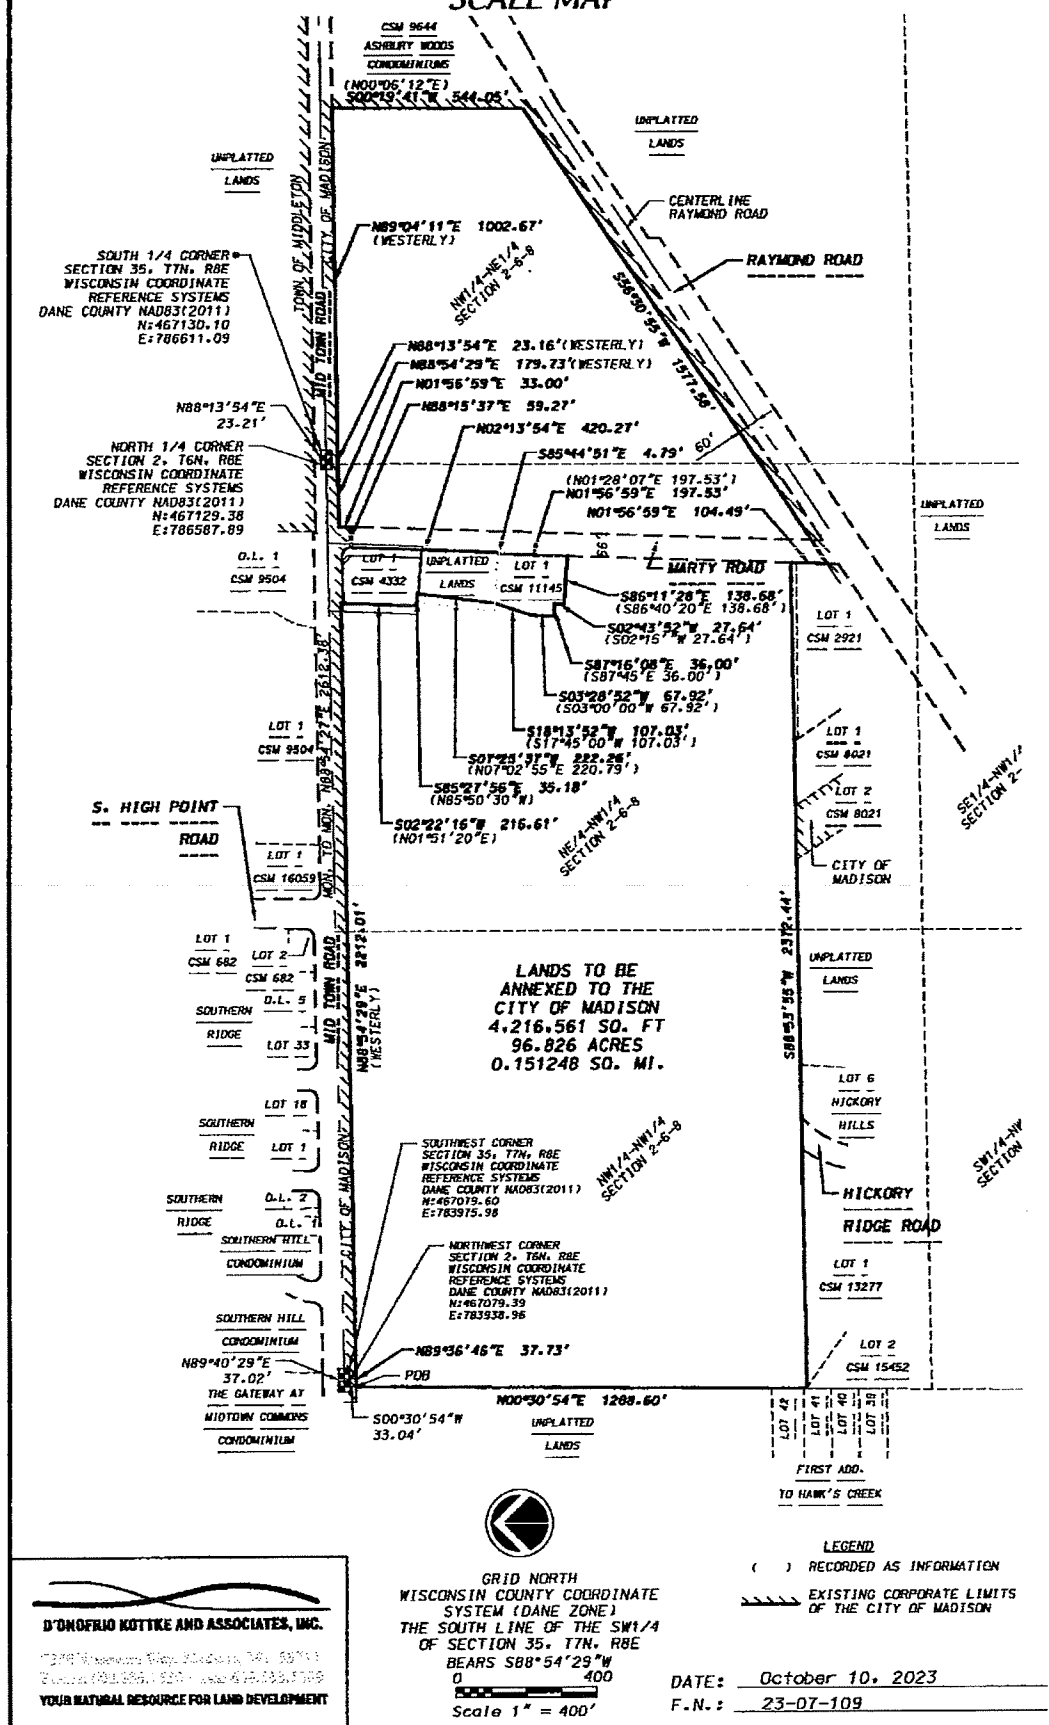 SCALE MAP
CSM 9644
ASHBURY WOODS
CONDOMINIUMS
(N00°06'12"E)
S00°19'41"W 544.05'
UNPLATTED
LANDS
UNPLATTED
LANDS
CENTERLINE
RAYMOND ROAD
RAYMOND ROAD
TOWN OF MIDDLETON
MID TOWN ROAD
CITY OF MADISON
N89°04'11"E 1002.67'
(WESTERLY)
NW1/4-NE1/4
SECTION 2-6-8
S56°30'55"W 1577.58'
SOUTH 1/4 CORNER
SECTION 35, T7N, R8E
WISCONSIN COORDINATE
REFERENCE SYSTEMS
DANE COUNTY NAD83(2011)
N:467130.10
E:786611.09
N88°13'54"E 23.16'(WESTERLY)
N88°54'29"E 179.73'(WESTERLY)
N01°56'59"E 33.00'
N88°15'37"E 59.27'
N02°13'54"E 420.27'
S85°44'51"E 4.79'
60'
N88°13'54"E
23.21'
NORTH 1/4 CORNER
SECTION 2, T6N, R8E
WISCONSIN COORDINATE
REFERENCE SYSTEMS
DANE COUNTY NAD83(2011)
N:467129.38
E:786587.89
(N01°28'07"E 197.53')
N01°56'59"E 197.53'
N01°56'59"E 104.49'
UNPLATTED
LANDS
O.L. 1
CSM 9504
LOT 1
CSM 4332
UNPLATTED
LANDS
LOT 1
CSM 11145
66'
MARTY ROAD
S86°11'28"E 138.68'
(S86°40'20"E 138.68')
S02°43'52"W 27.64'
(S02°15' "W 27.64')
S87°16'08"E 36.00'
(S87°45'E 36.00')
S03°28'52"W 67.92'
(S03°00'00"W 67.92')
S18°13'52"W 107.03'
(S17°45'00"W 107.03')
S07°25'37"W 222.26'
(N07°02'55"E 220.79')
S85°27'56"E 35.18'
(N85°50'30"W)
S02°22'16"W 216.61'
(N01°51'20"E)
LOT 1
CSM 2921
LOT 1
CSM 8021
LOT 2
CSM 8021
CITY OF
MADISON
SE1/4-NW1/4
SECTION 2-
NE/4-NW1/4
SECTION 2-6-8
LOT 1
CSM 9504
MON. TO MON. N88°54'27"E 2612.38'
S. HIGH POINT
ROAD
LOT 1
CSM 16059
LOT 1
CSM 682
LOT 2
CSM 682
O.L. 5
SOUTHERN
RIDGE
LOT 33
MID TOWN ROAD
N88°54'29"E 2212.01'
(WESTERLY)
LANDS TO BE
ANNEXED TO THE
CITY OF MADISON
4,216,561 SQ. FT
96.826 ACRES
0.151248 SQ. MI.
S88°53'55"W 2372.44'
UNPLATTED
LANDS
LOT 6
HICKORY
HILLS
LOT 18
SOUTHERN
RIDGE
LOT 1
CITY OF MADISON
SOUTHWEST CORNER
SECTION 35, T7N, R8E
WISCONSIN COORDINATE
REFERENCE SYSTEMS
DANE COUNTY NAD83(2011)
N:467079.60
E:783975.98
NW1/4-NW1/4
SECTION 2-6-8
SW1/4-NW
SECTION
HICKORY
RIDGE ROAD
SOUTHERN
RIDGE
O.L. 2
O.L. 1
SOUTHERN HILL
CONDOMINIUM
NORTHWEST CORNER
SECTION 2, T6N, R8E
WISCONSIN COORDINATE
REFERENCE SYSTEMS
DANE COUNTY NAD83(2011)
N:467079.39
E:783938.96
LOT 1
CSM 13277
SOUTHERN HILL
CONDOMINIUM
N89°40'29"E
37.02'
THE GATEWAY AT
MIDTOWN COMMONS
CONDOMINIUM
N89°36'46"E 37.73'
POB
S00°30'54"W
33.04'
N00°30'54"E 1288.60'
UNPLATTED
LANDS
LOT 2
CSM 15452
LOT 42
LOT 41
LOT 40
LOT 39
FIRST ADD.
TO HAWK'S CREEK
GRID NORTH
WISCONSIN COUNTY COORDINATE
SYSTEM (DANE ZONE)
THE SOUTH LINE OF THE SW1/4
OF SECTION 35, T7N, R8E
BEARS S88°54'29"W
0 400
Scale 1" = 400'
LEGEND
( ) RECORDED AS INFORMATION
EXISTING CORPORATE LIMITS
OF THE CITY OF MADISON
D'ONOFRIO KOTTKE AND ASSOCIATES, INC.
YOUR NATURAL RESOURCE FOR LAND DEVELOPMENT
DATE: October 10, 2023
F.N.: 23-07-109